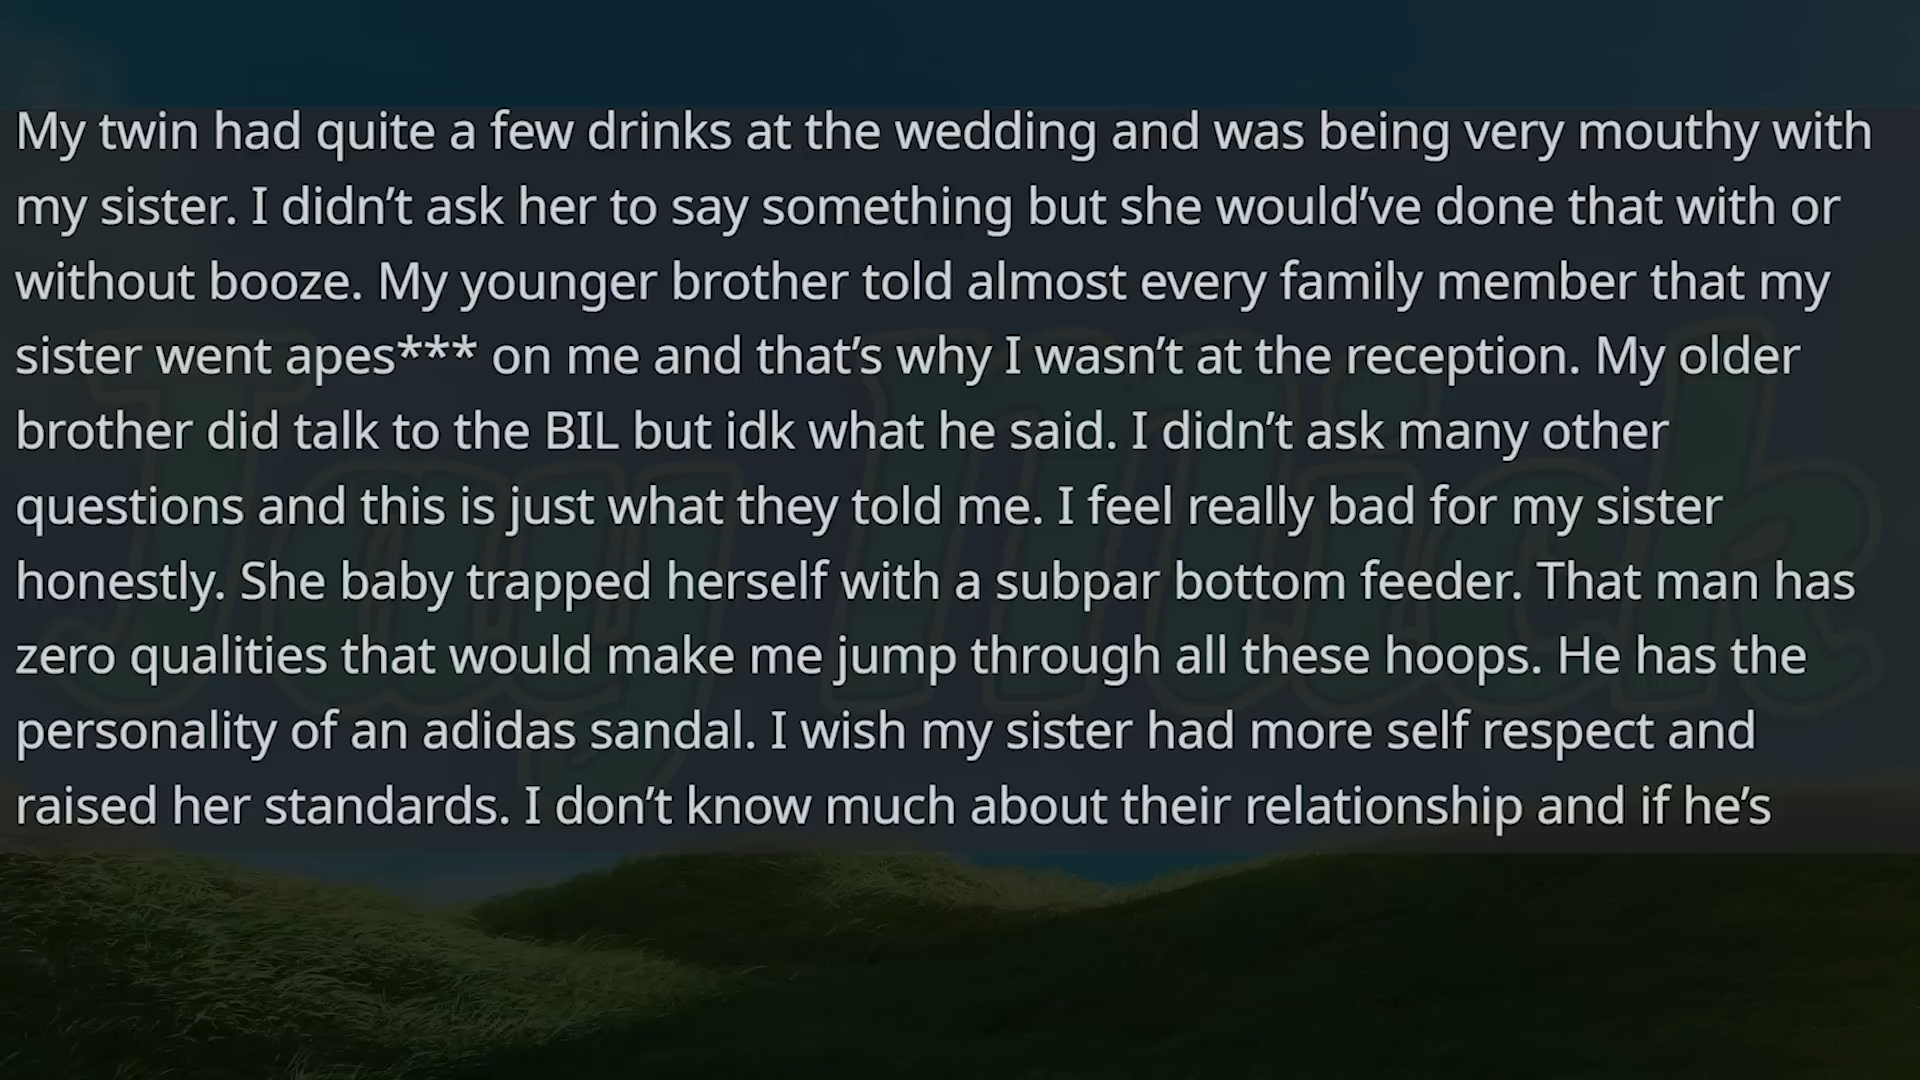 My twin had quite a few drinks at the wedding and was being very mouthy with
my sister. I didn’t ask her to say something but she would’ve done that with or
without booze. My younger brother told almost every family member that my
sister went apes*** on me and that’s why I wasn’t at the reception. My older
brother did talk to the BIL but idk what he said. I didn’t ask many other
questions and this is just what they told me. I feel really bad for my sister
honestly. She baby trapped herself with a subpar bottom feeder. That man has
zero qualities that would make me jump through all these hoops. He has the
personality of an adidas sandal. I wish my sister had more self respect and
raised her standards. I don’t know much about their relationship and if he’s
Jay Mick